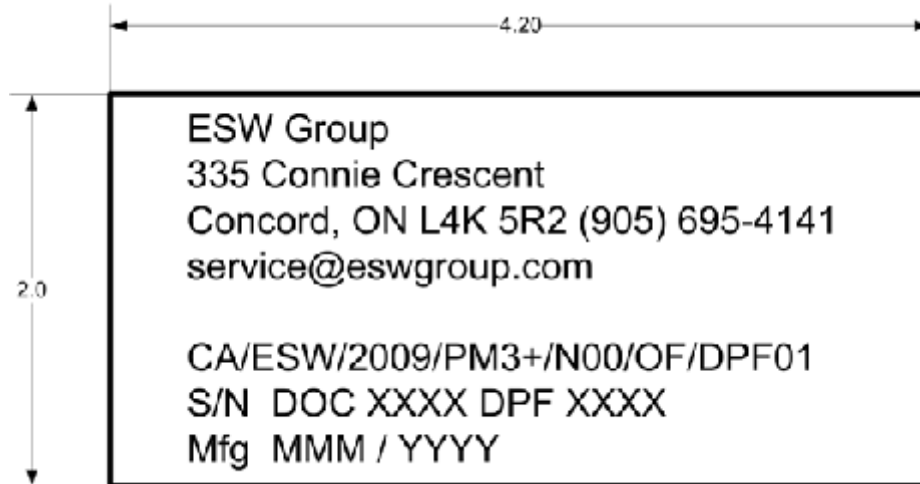 4.20
2.0
ESW Group
335 Connie Crescent
Concord, ON L4K 5R2 (905) 695-4141
service@eswgroup.com
CA/ESW/2009/PM3+/N00/OF/DPF01
S/N DOC XXXX DPF XXXX
Mfg MMM / YYYY